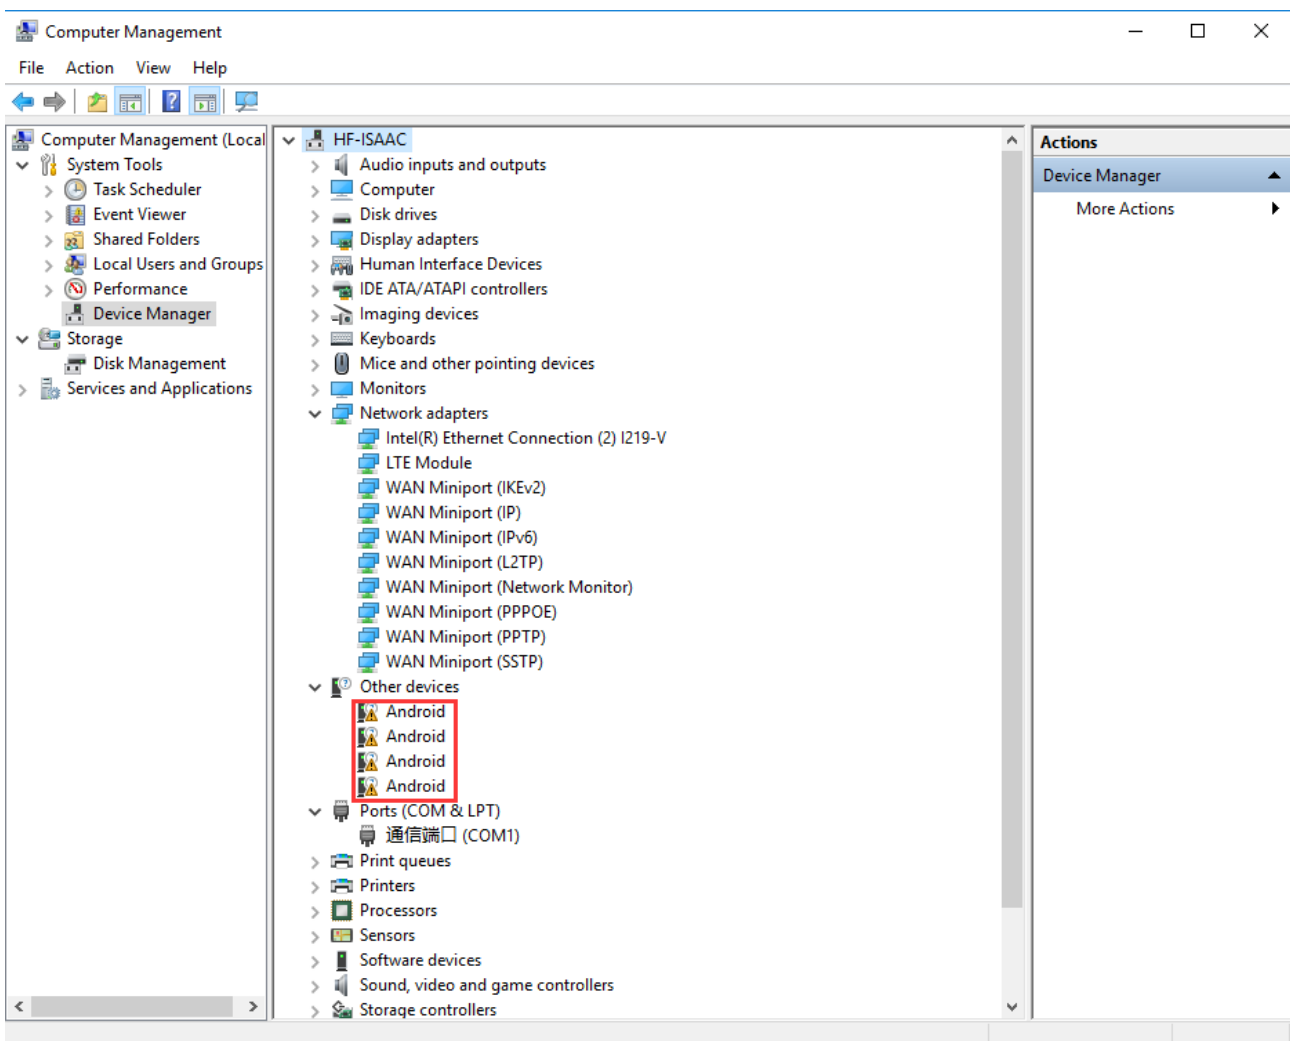 Computer Management
File Action View Help
Computer Management (Local
System Tools
Task Scheduler
Event Viewer
Shared Folders
Local Users and Groups
Performance
Device Manager
Storage
Disk Management
Services and Applications
HF-ISAAC
Audio inputs and outputs
Computer
Disk drives
Display adapters
Human Interface Devices
IDE ATA/ATAPI controllers
Imaging devices
Keyboards
Mice and other pointing devices
Monitors
Network adapters
Intel(R) Ethernet Connection (2) I219-V
LTE Module
WAN Miniport (IKEv2)
WAN Miniport (IP)
WAN Miniport (IPv6)
WAN Miniport (L2TP)
WAN Miniport (Network Monitor)
WAN Miniport (PPPOE)
WAN Miniport (PPTP)
WAN Miniport (SSTP)
Other devices
Android
Android
Android
Android
Ports (COM & LPT)
通信端口 (COM1)
Print queues
Printers
Processors
Sensors
Software devices
Sound, video and game controllers
Storage controllers
Actions
Device Manager
More Actions